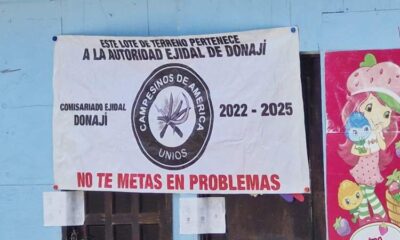 ESTE LOTE DE TERRENO PERTENECE
A LA AUTORIDAD EJIDAL DE DONAJÍ
COMISARIADO EJIDAL
DONAJÍ
CAMPESINOS DE AMERICA
UNIOS
2022 - 2025
NO TE METAS EN PROBLEMAS